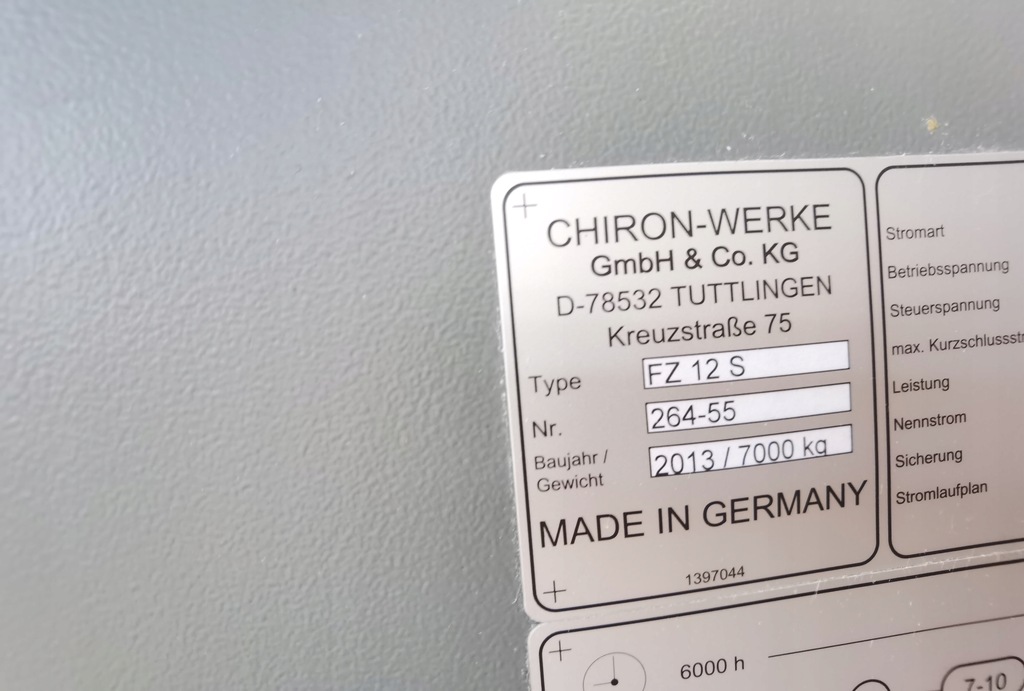 CHIRON-WERKE
GmbH & Co. KG
D-78532 TUTTLINGEN
Kreuzstraße 75
Type FZ 12 S
Nr. 264-55
Baujahr / Gewicht 2013 / 7000 kg
MADE IN GERMANY
1397044
Stromart
Betriebsspannung
Steuerspannung
max.
Leistung
Nennstrom
Sicherung
Stromlaufplan
6000 h
7-10